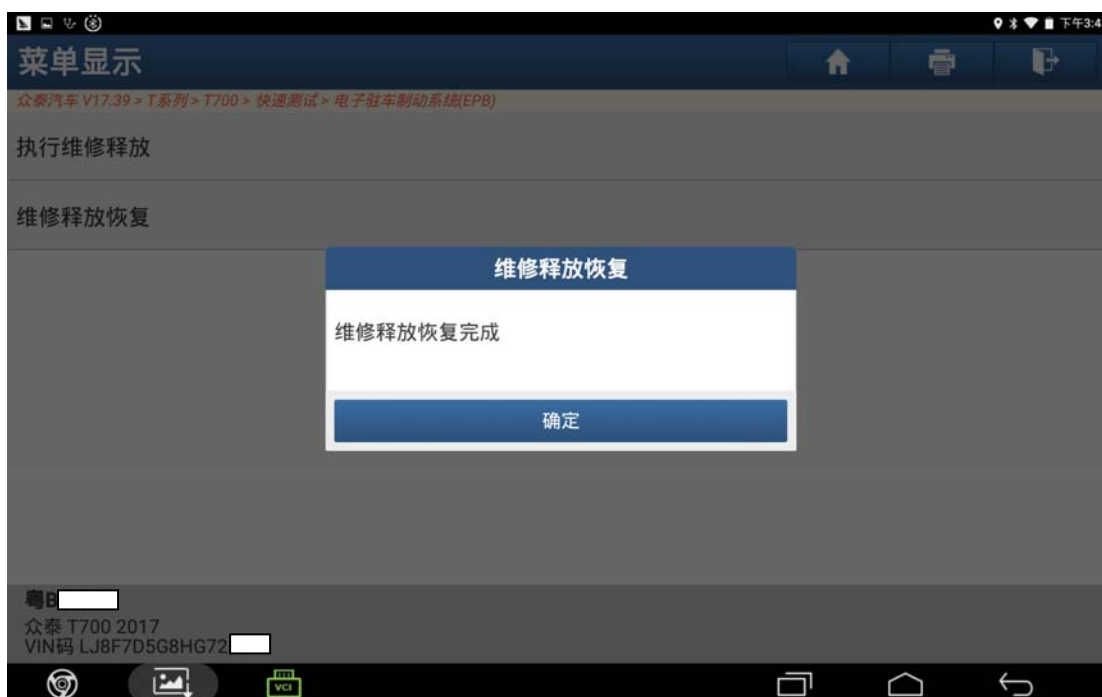 下午3:4
菜单显示
众泰汽车 V17.39 > T系列 > T700 > 快速测试 > 电子驻车制动系统(EPB)
执行维修释放
维修释放恢复
维修释放恢复
维修释放恢复完成
确定
粤B
众泰 T700 2017
VIN码 LJ8F7D5G8HG72
VCI